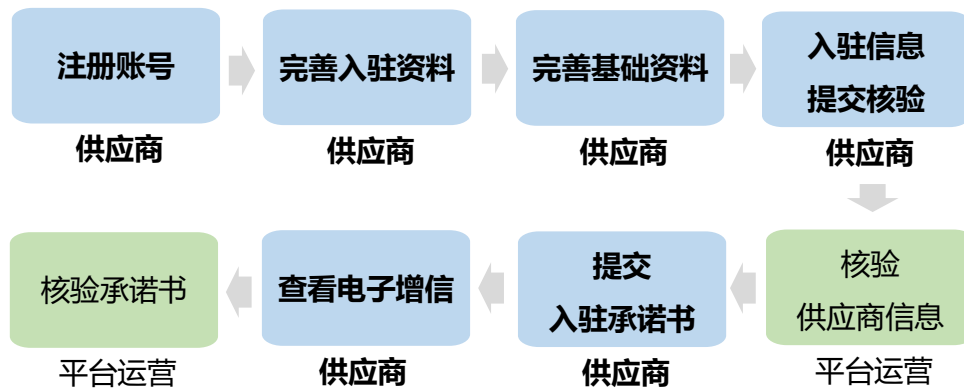 注册账号
供应商
完善入驻资料
供应商
完善基础资料
供应商
入驻信息
提交核验
供应商
核验
供应商信息
平台运营
提交
入驻承诺书
供应商
查看电子增信
供应商
核验承诺书
平台运营